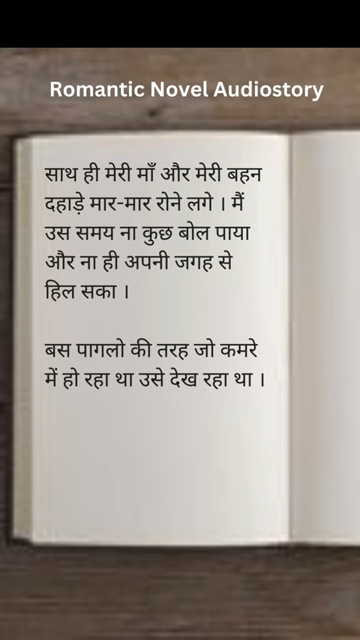 Romantic Novel Audiostory
साथ ही मेरी माँ और मेरी बहन
दहाड़े मार-मार रोने लगे । मैं
उस समय ना कुछ बोल पाया
और ना ही अपनी जगह से
हिल सका ।
बस पागलो की तरह जो कमरे
में हो रहा था उसे देख रहा था ।